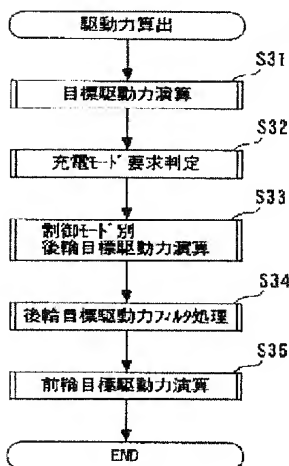 駆動力算出
S31
目標駆動力演算
S32
充電モード要求判定
S33
制御モード別
後輪目標駆動力演算
S34
後輪目標駆動力フィルタ処理
S35
前輪目標駆動力演算
END